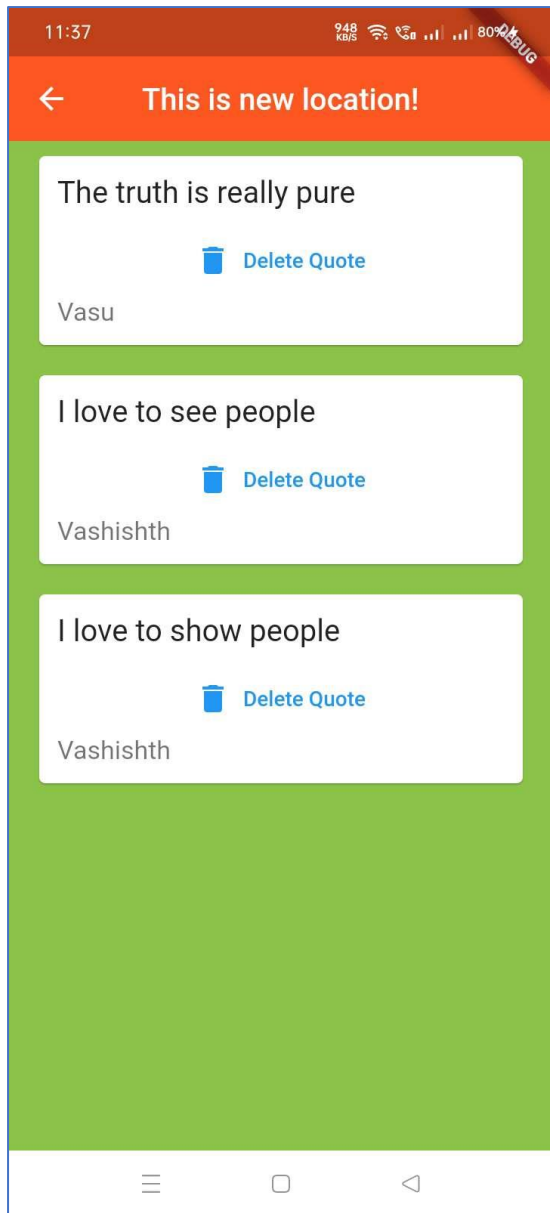 11:37
948
KB/S
80%
DEBUG
This is new location!
The truth is really pure
Delete Quote
Vasu
I love to see people
Delete Quote
Vashishth
I love to show people
Delete Quote
Vashishth